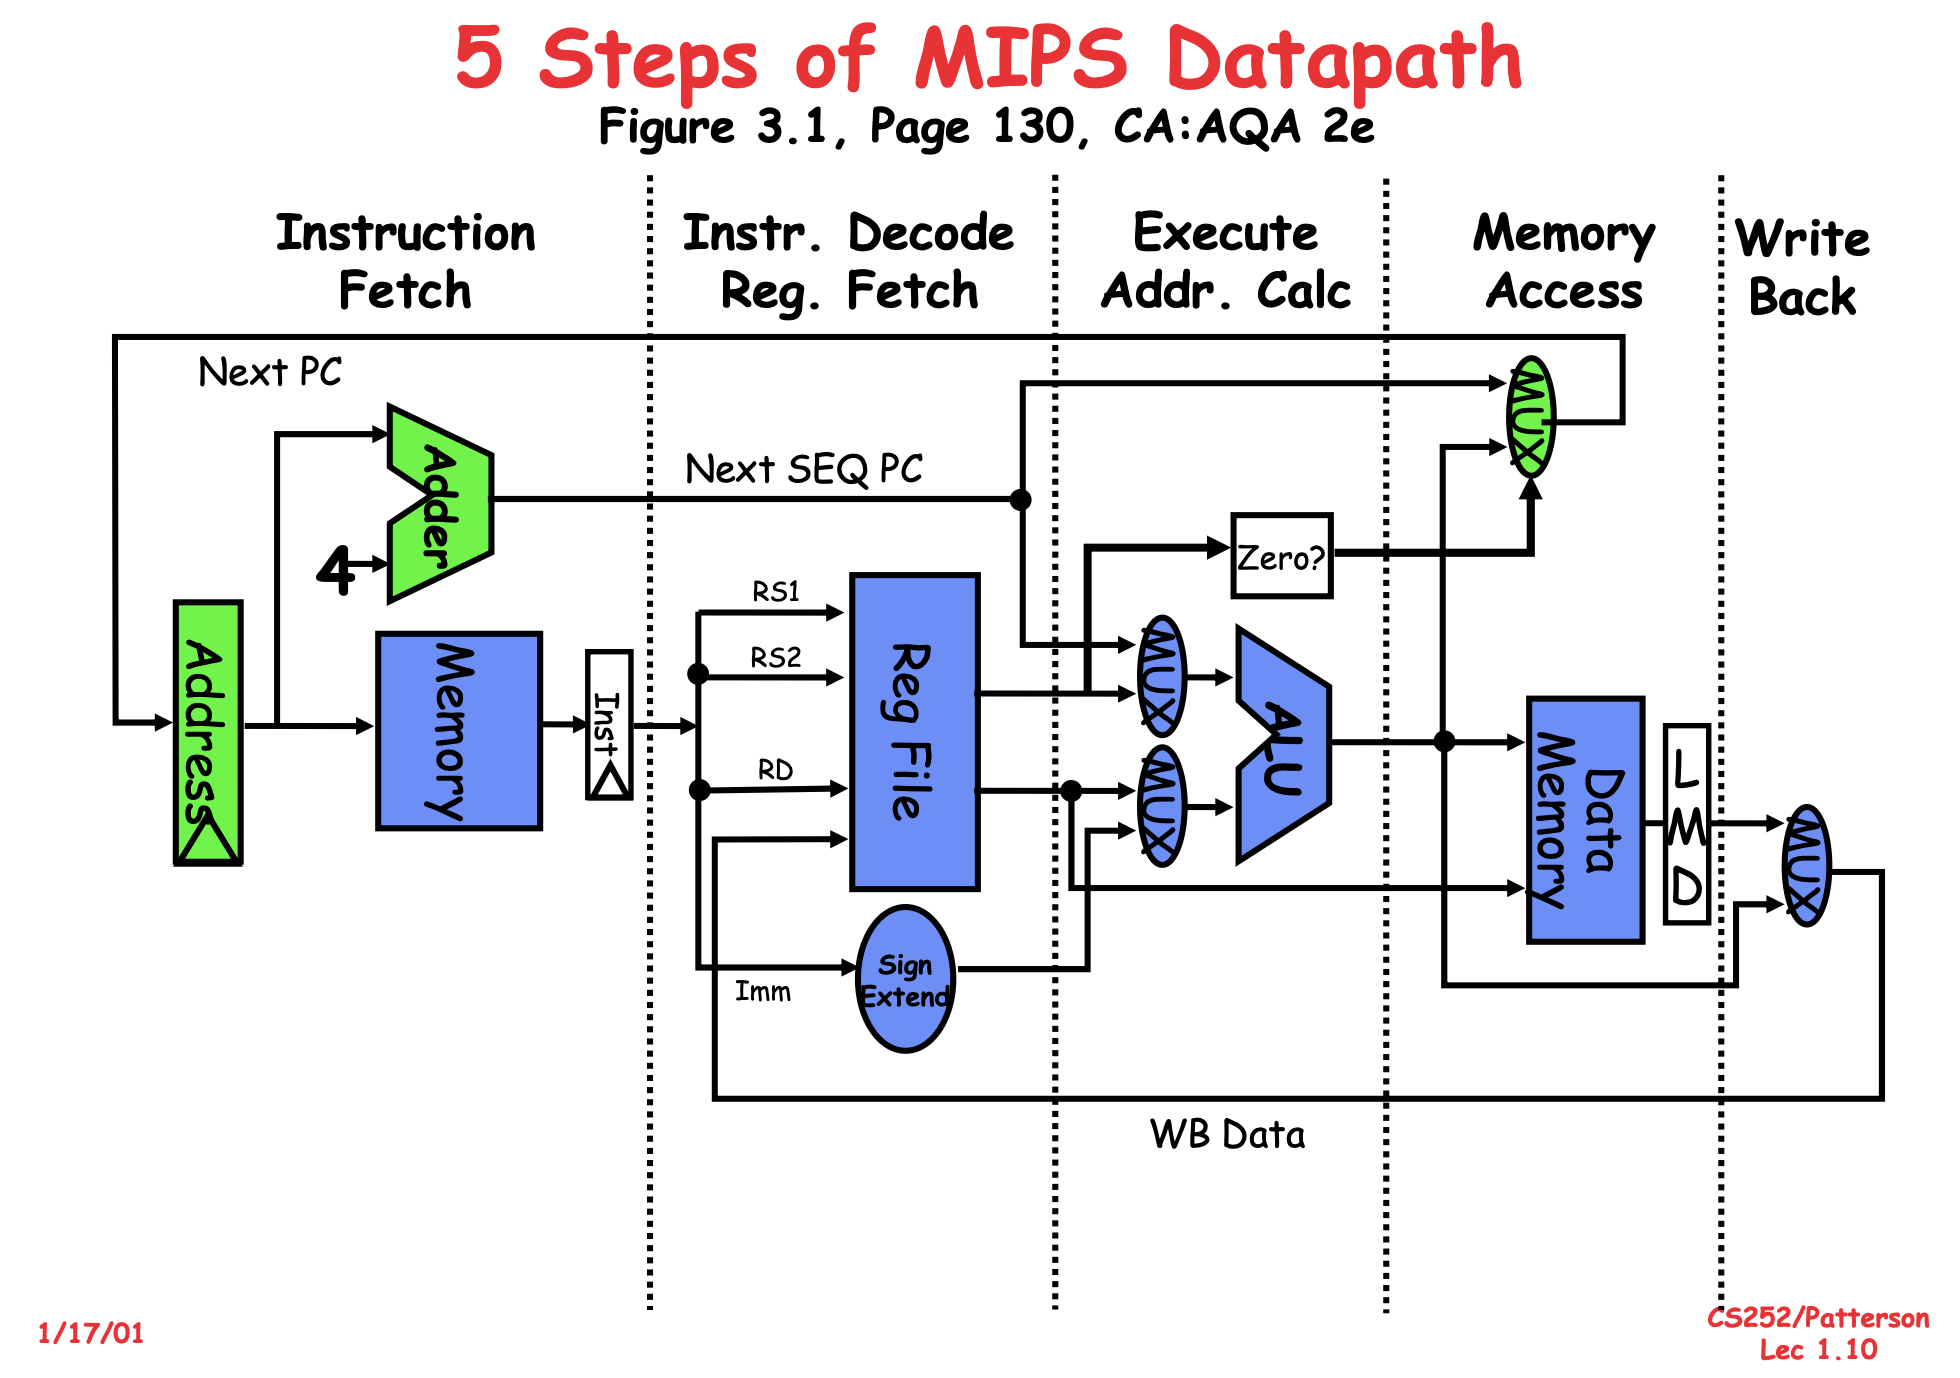 5 Steps of MIPS Datapath
Figure 3.1, Page 130, CA:AQA 2e
Instruction
Fetch
Instr. Decode
Reg. Fetch
Execute
Addr. Calc
Memory
Access
Write
Back
Next PC
Adder
4
Address
Memory
Inst
Next SEQ PC
RS1
RS2
RD
Imm
Reg File
Sign
Extend
MUX
MUX
Zero?
ALU
MUX
Data
Memory
L
M
D
MUX
WB Data
1/17/01
CS252/Patterson
Lec 1.10